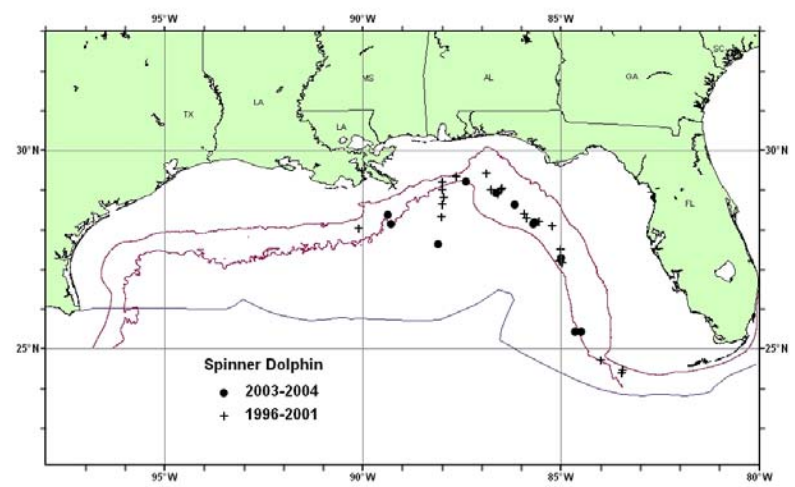 95°W 90°W 85°W
SC
MS AL GA
LA
TX
LA
30°N 30°N
FL
25°N 25°N
Spinner Dolphin
2003-2004
1996-2001
95°W 90°W 85°W 80°W